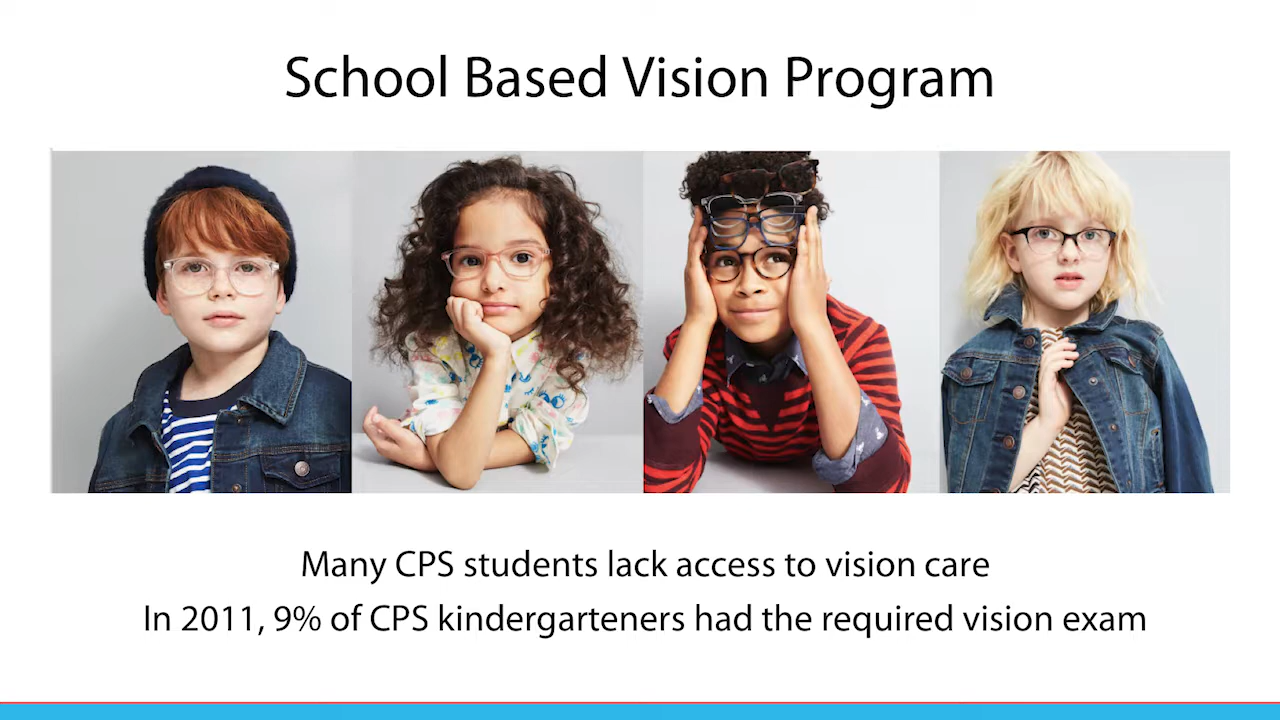 School Based Vision Program
Many CPS students lack access to vision care
In 2011, 9% of CPS kindergarteners had the required vision exam